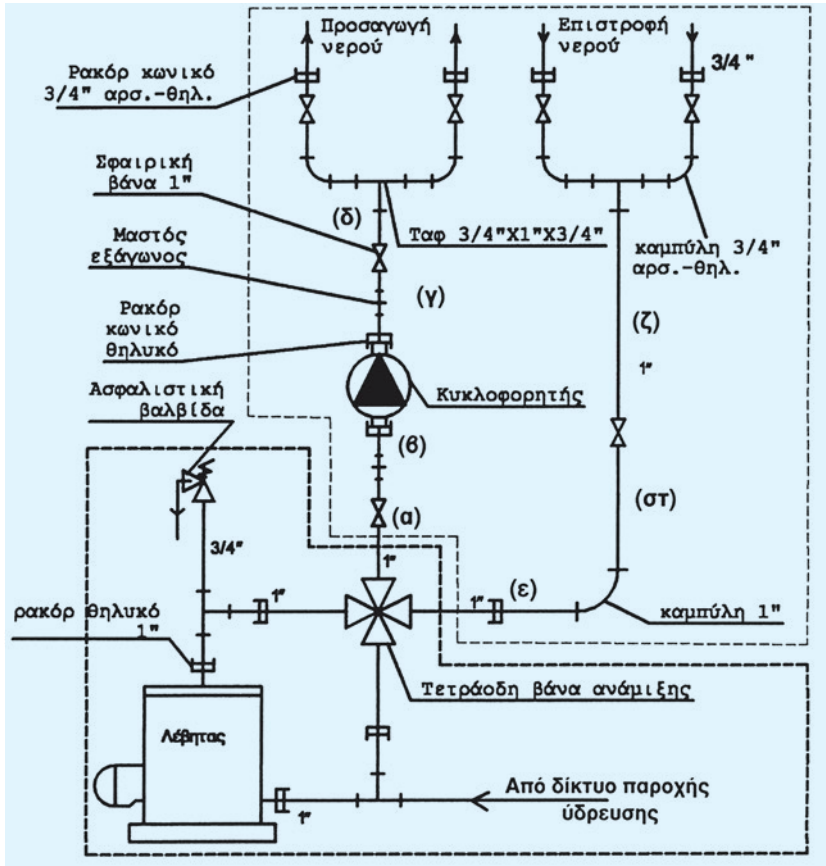 Προσαγωγή
νερού
Επιστροφή
νερού
3/4"
Ρακόρ κωνικό
3/4" αρσ.-θηλ.
Σφαιρική
βάνα 1"
(δ)
Ταφ 3/4"X1"X3/4"
καμπύλη 3/4"
αρσ.-θηλ.
Μαστός
εξάγωνος
(γ)
(ζ)
Ρακόρ
κωνικό
θηλυκό
1"
Ασφαλιστική
βαλβίδα
Κυκλοφορητής
(β)
(στ)
(α)
3/4"
1"
1"
1"
(ε)
ρακόρ θηλυκό
1"
καμπύλη 1"
Τετράοδη βάνα ανάμιξης
Λέβητας
1"
Από δίκτυο παροχής
ύδρευσης